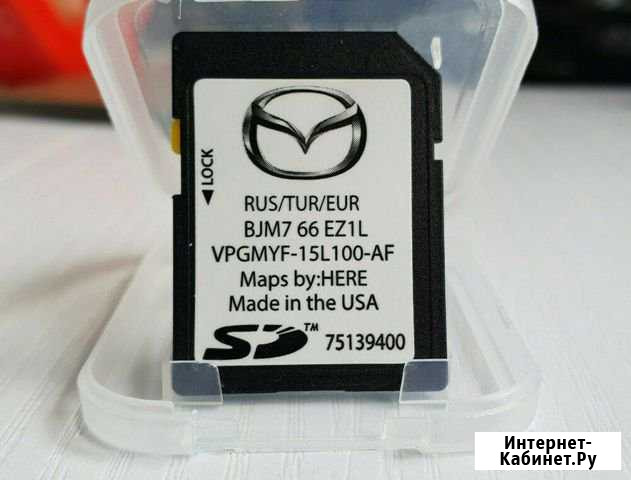 LOCK
RUS/TUR/EUR
BJM7 66 EZ1L
VPGMYF-15L100-AF
Maps by:HERE
Made in the USA
SD™ 75139400
Интернет-
Кабинет.Ру